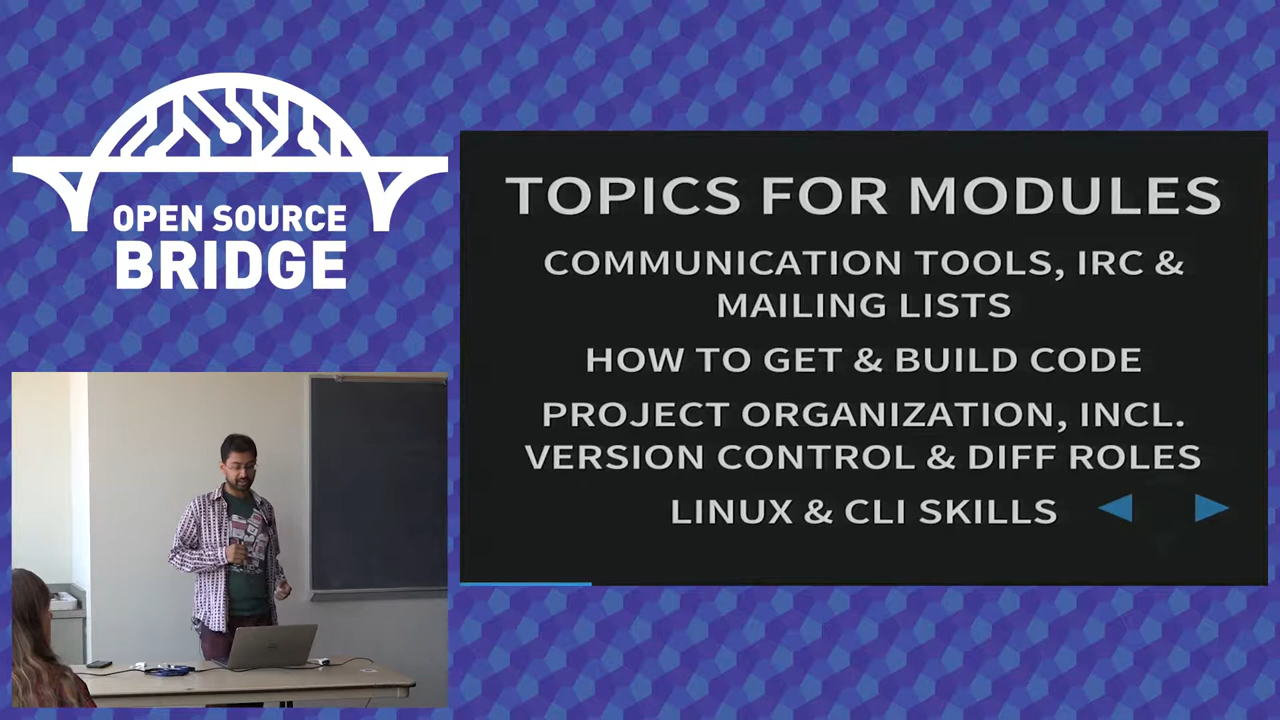 OPEN SOURCE
BRIDGE
TOPICS FOR MODULES
COMMUNICATION TOOLS, IRC &
MAILING LISTS
HOW TO GET & BUILD CODE
PROJECT ORGANIZATION, INCL.
VERSION CONTROL & DIFF ROLES
LINUX & CLI SKILLS